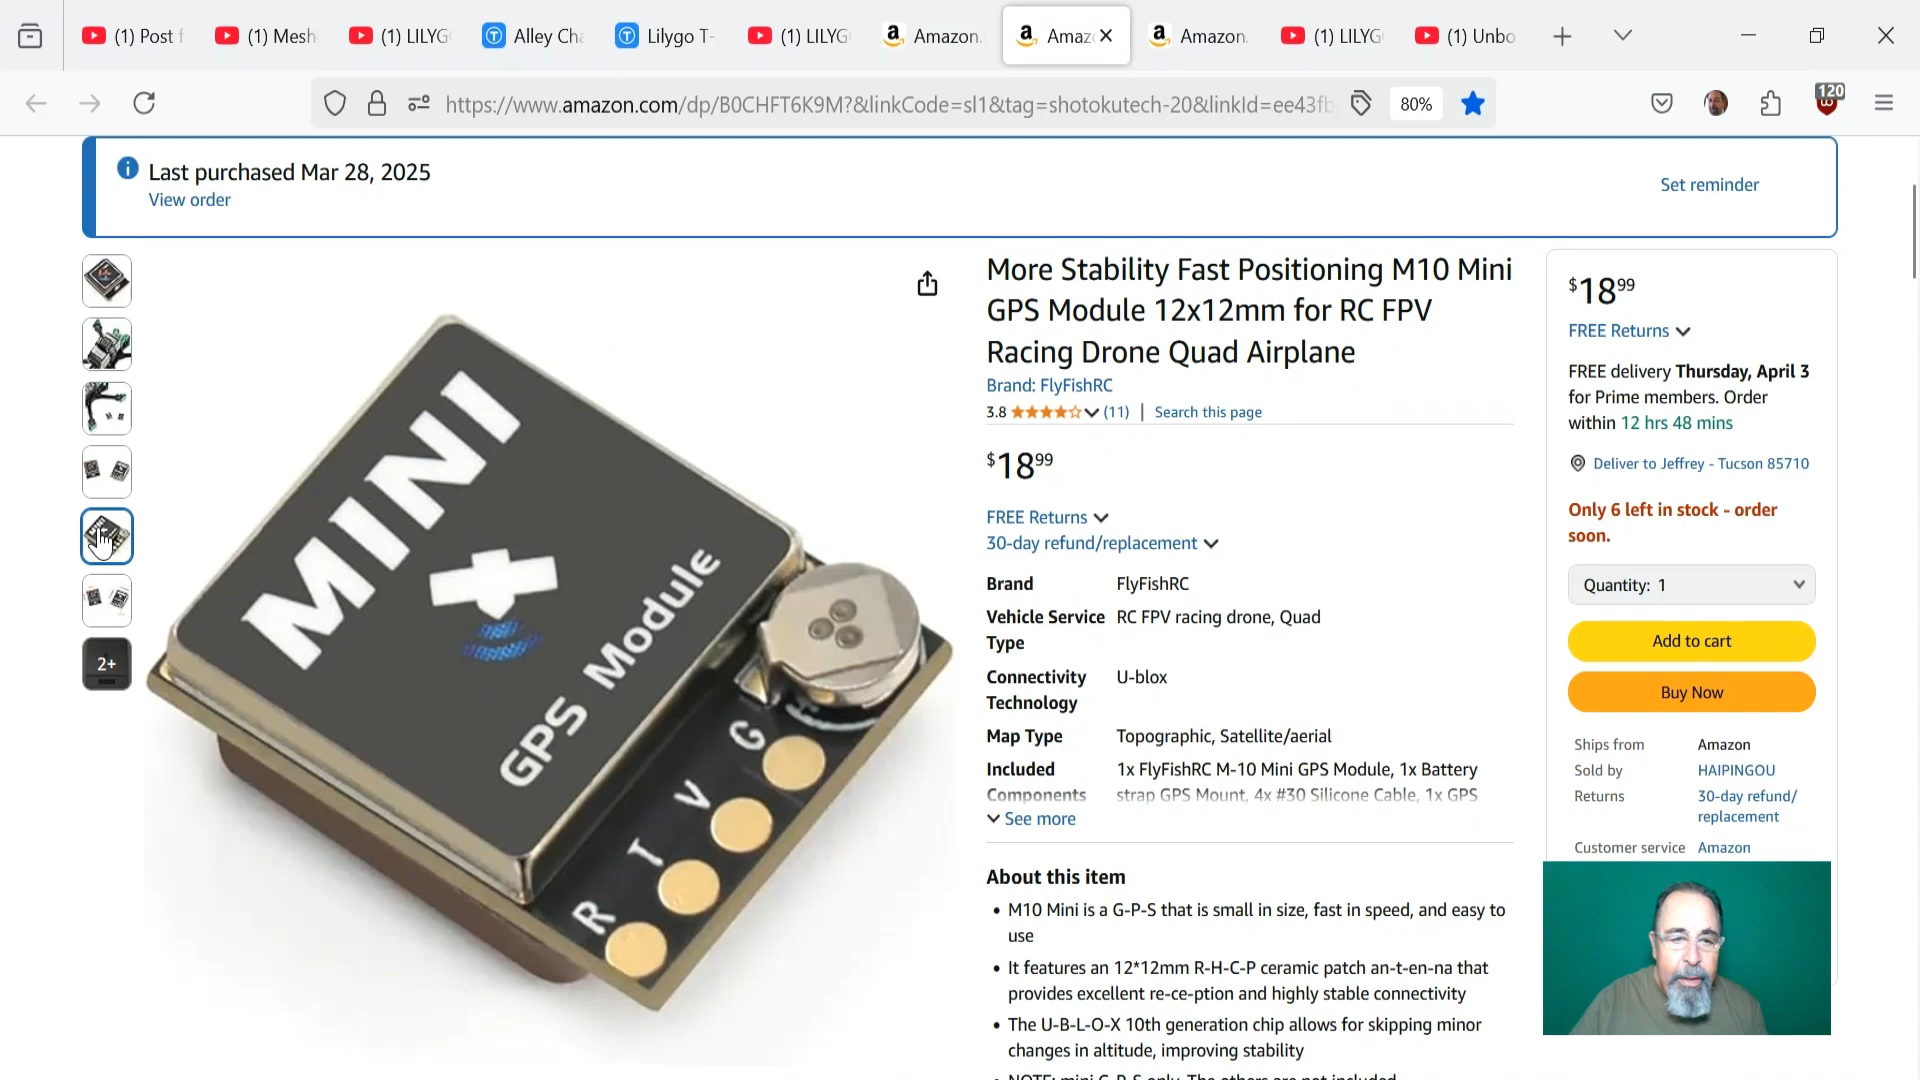 (1) Post f
(1) Mesh
(1) LILYG
Alley Cha
Lilygo T-
(1) LILYG
Amazon.
Amaz
Amazon.
(1) LILYG
(1) Unbo
https://www.amazon.com/dp/B0CHFT6K9M?&linkCode=sl1&tag=shotokutech-20&linkId=ee43fb
80%
120
Last purchased Mar 28, 2025
View order
Set reminder
2+
MINI
GPS Module
G
V
T
R
More Stability Fast Positioning M10 Mini
GPS Module 12x12mm for RC FPV
Racing Drone Quad Airplane
Brand: FlyFishRC
3.8 (11) | Search this page
$1899
FREE Returns
30-day refund/replacement
Brand FlyFishRC
Vehicle Service RC FPV racing drone, Quad
Type
Connectivity U-blox
Technology
Map Type Topographic, Satellite/aerial
Included 1x FlyFishRC M-10 Mini GPS Module, 1x Battery
Components strap GPS Mount, 4x #30 Silicone Cable, 1x GPS
See more
About this item
• M10 Mini is a G-P-S that is small in size, fast in speed, and easy to
use
• It features an 12*12mm R-H-C-P ceramic patch an-t-en-na that
provides excellent re-ce-ption and highly stable connectivity
• The U-B-L-O-X 10th generation chip allows for skipping minor
changes in altitude, improving stability
• NOTE: mini G-P-S only. The others are not included
$1899
FREE Returns
FREE delivery Thursday, April 3
for Prime members. Order
within 12 hrs 48 mins
Deliver to Jeffrey - Tucson 85710
Only 6 left in stock - order
soon.
Quantity: 1
Add to cart
Buy Now
Ships from Amazon
Sold by HAIPINGOU
Returns 30-day refund/
replacement
Customer service Amazon